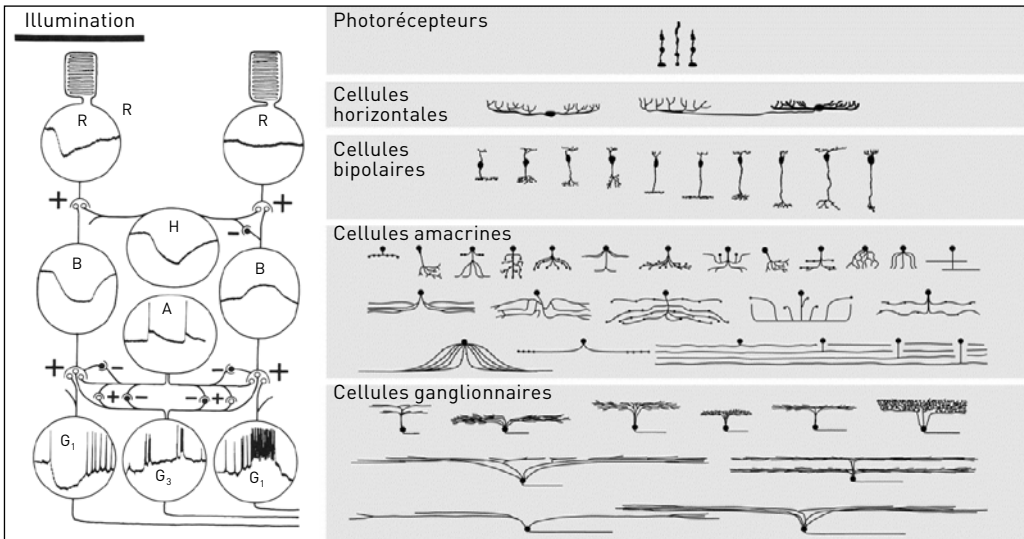 Illumination
R
R
R
+
+
H
−
B
B
A
+
−
−
+
+
−
−
+
G₁
G₃
G₁
Photorécepteurs
Cellules
horizontales
Cellules
bipolaires
Cellules amacrines
Cellules ganglionnaires